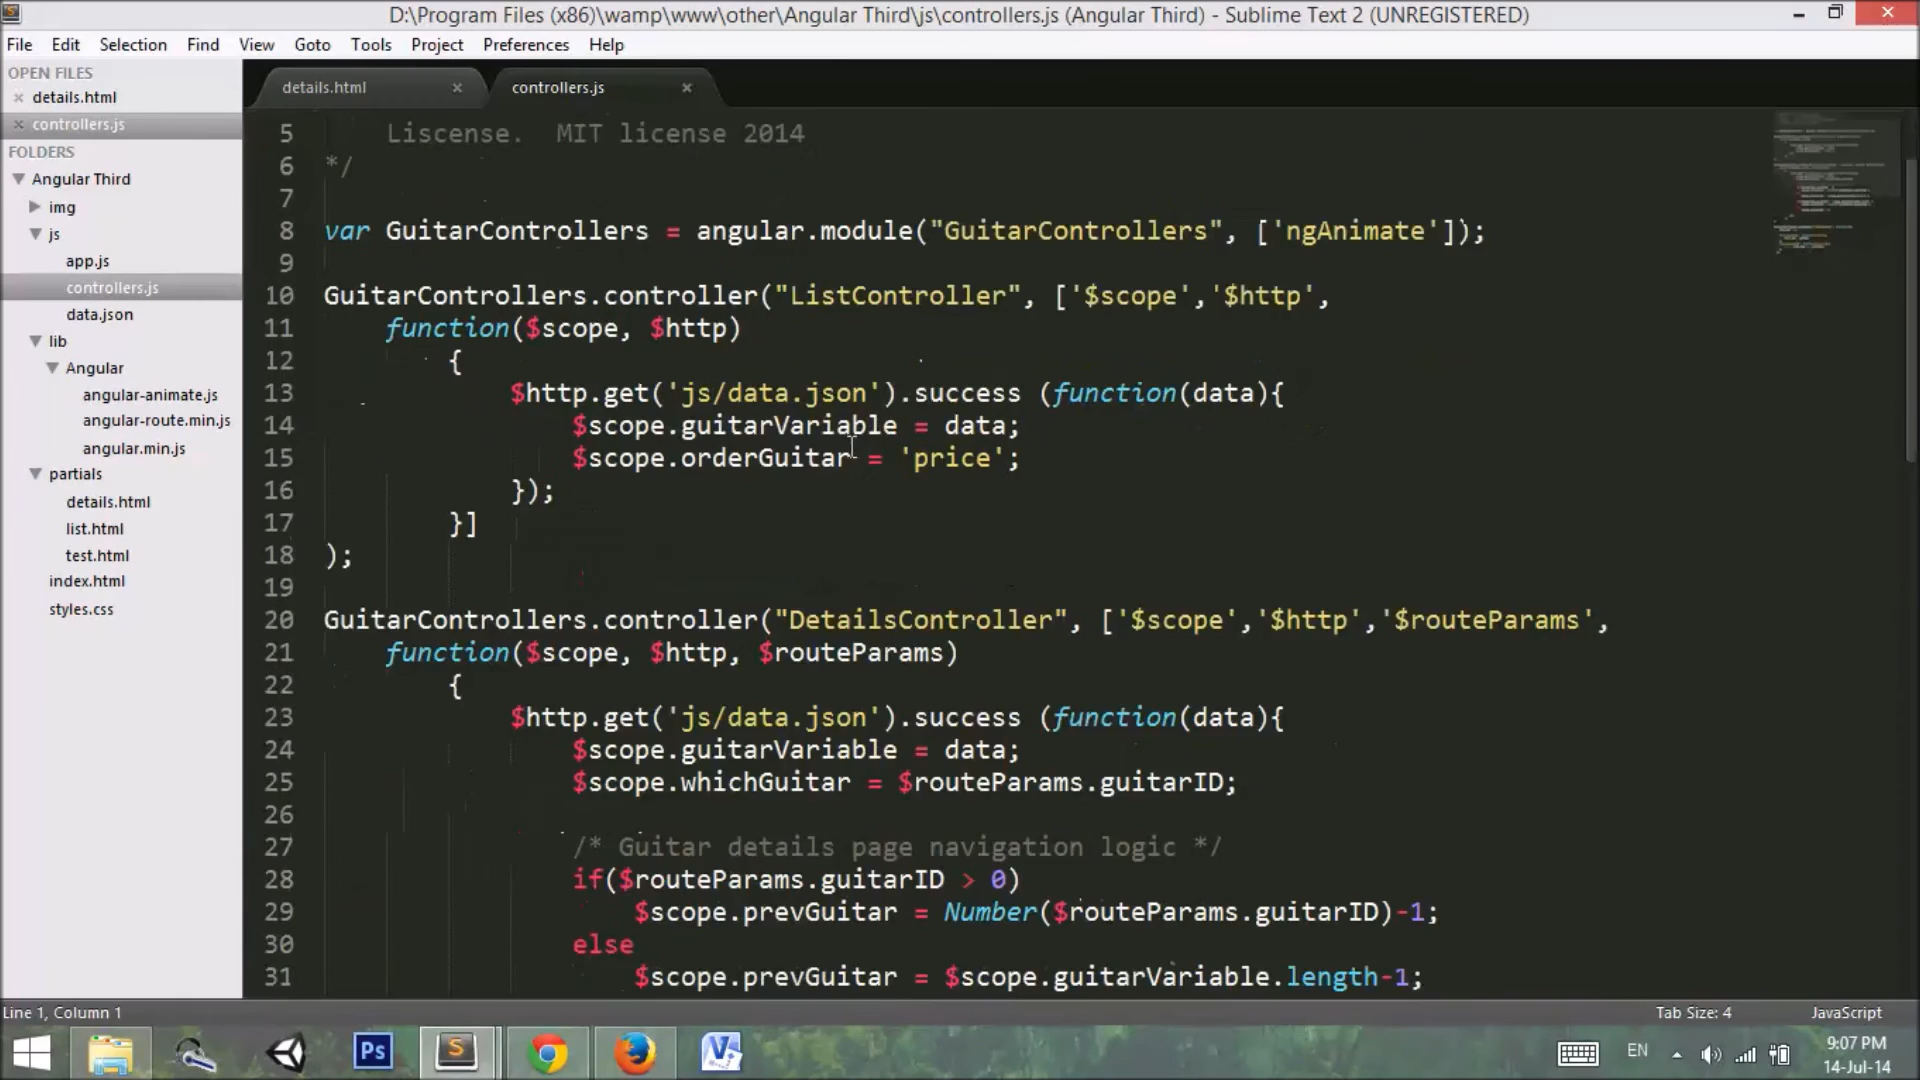 D:\Program Files (x86)\wamp\www\other\Angular Third\js\controllers.js (Angular Third) - Sublime Text 2 (UNREGISTERED)
File Edit Selection Find View Goto Tools Project Preferences Help
OPEN FILES
details.html
controllers.js
FOLDERS
Angular Third
img
js
app.js
controllers.js
data.json
lib
Angular
angular-animate.js
angular-route.min.js
angular.min.js
partials
details.html
list.html
test.html
index.html
styles.css
details.html controllers.js
5 Liscense. MIT license 2014
6 */
7
8 var GuitarControllers = angular.module("GuitarControllers", ['ngAnimate']);
9
10 GuitarControllers.controller("ListController", ['$scope','$http',
11 function($scope, $http)
12 {
13 $http.get('js/data.json').success (function(data){
14 $scope.guitarVariable = data;
15 $scope.orderGuitar = 'price';
16 });
17 }]
18 );
19
20 GuitarControllers.controller("DetailsController", ['$scope','$http','$routeParams',
21 function($scope, $http, $routeParams)
22 {
23 $http.get('js/data.json').success (function(data){
24 $scope.guitarVariable = data;
25 $scope.whichGuitar = $routeParams.guitarID;
26
27 /* Guitar details page navigation logic */
28 if($routeParams.guitarID > 0)
29 $scope.prevGuitar = Number($routeParams.guitarID)-1;
30 else
31 $scope.prevGuitar = $scope.guitarVariable.length-1;
Line 1, Column 1 Tab Size: 4 JavaScript
Ps S EN 9:07 PM
14-Jul-14